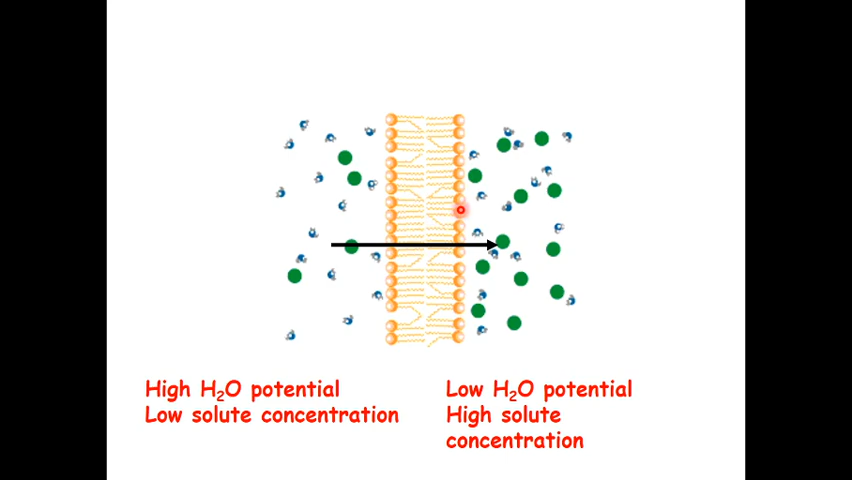 High H₂O potential
Low solute concentration
Low H₂O potential
High solute
concentration